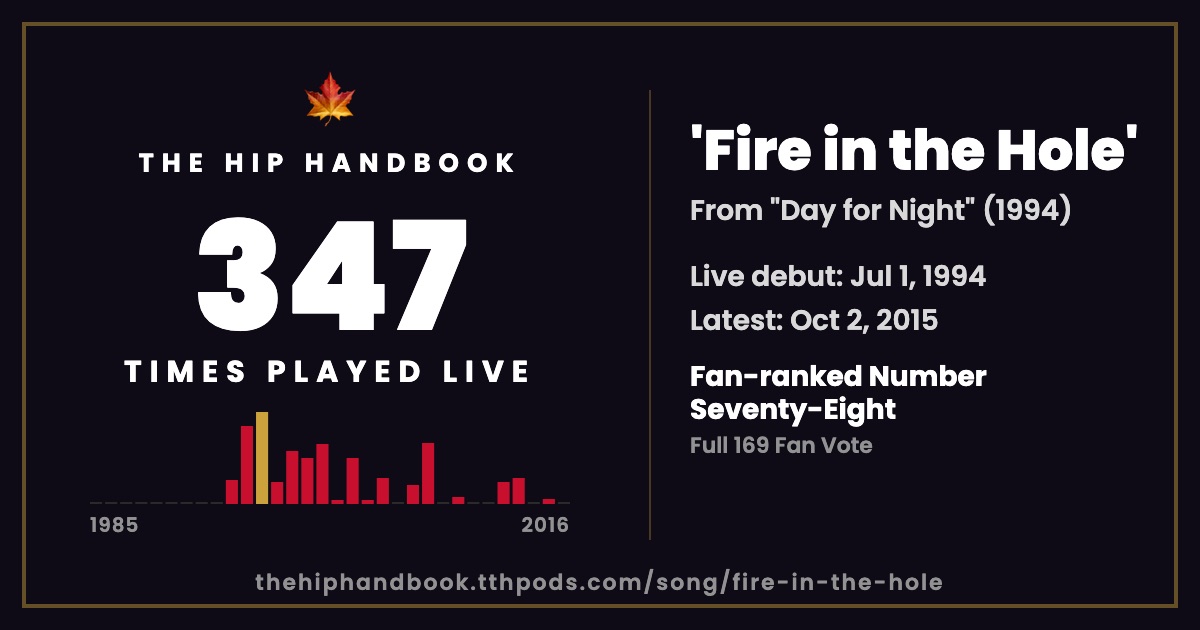 THE HIP HANDBOOK
347
TIMES PLAYED LIVE
1985
2016
'Fire in the Hole'
From "Day for Night" (1994)
Live debut: Jul 1, 1994
Latest: Oct 2, 2015
Fan-ranked Number
Seventy-Eight
Full 169 Fan Vote
thehiphandbook.tthpods.com/song/fire-in-the-hole